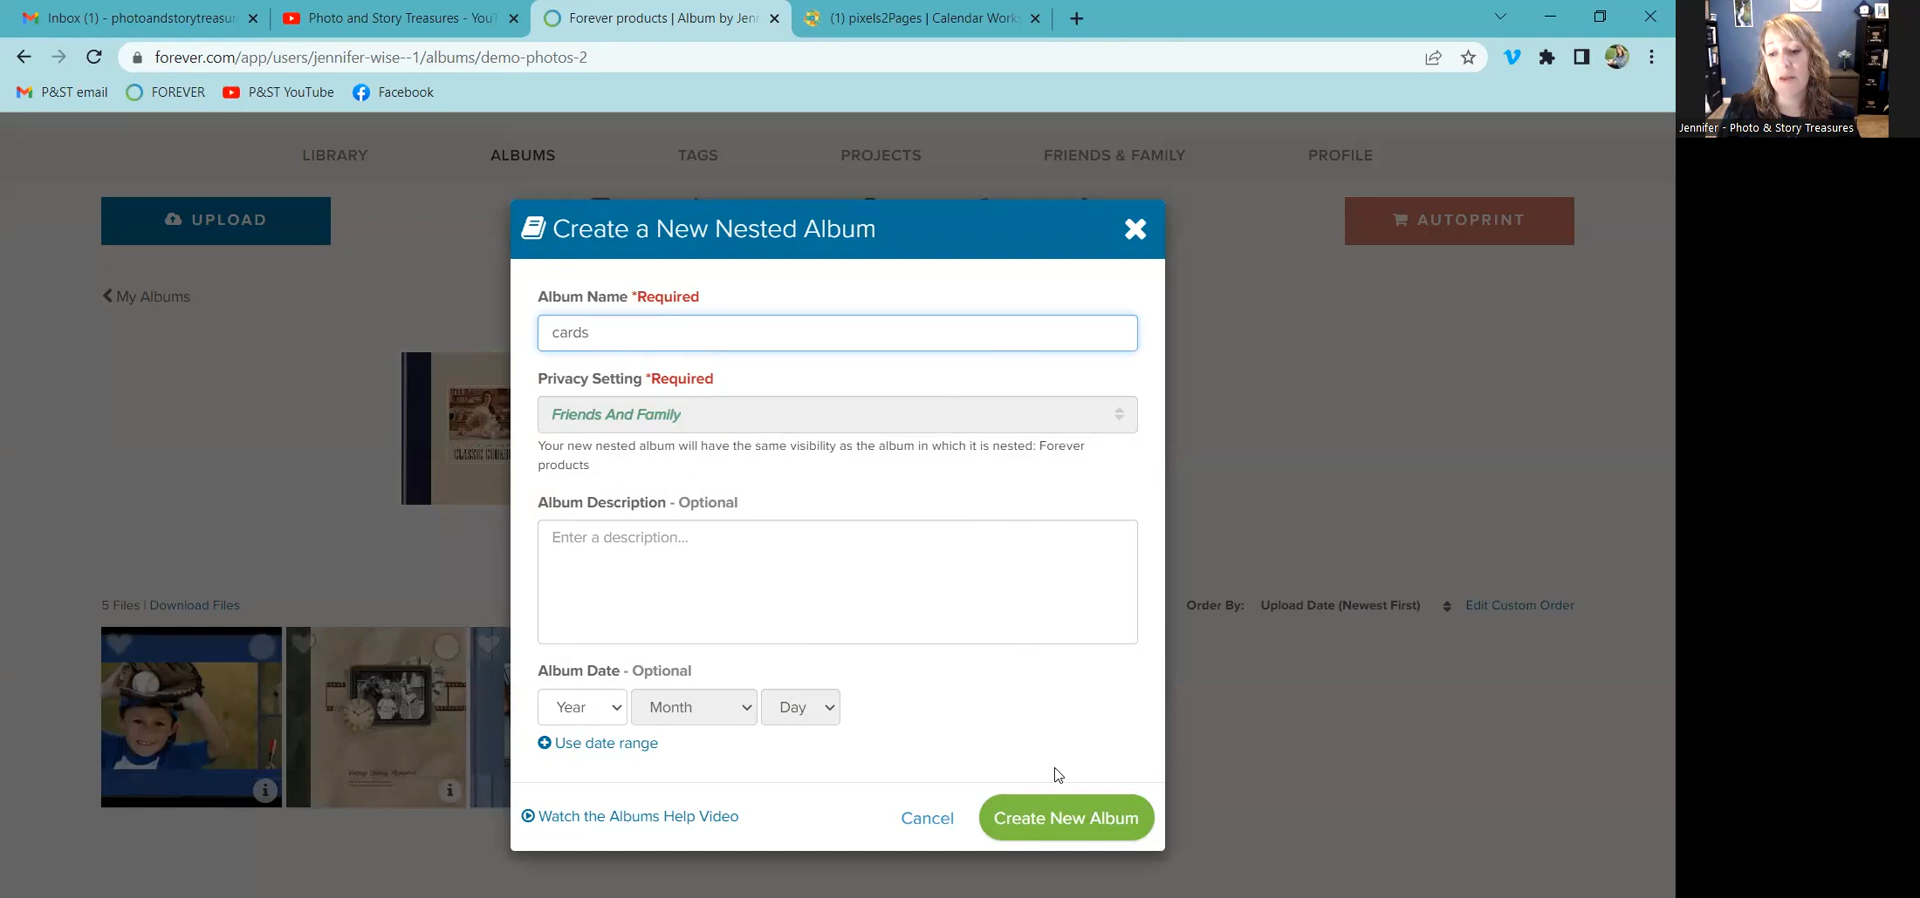 Inbox (1) - photoandstorytreasur
Photo and Story Treasures - YouT
Forever products | Album by Jenn
(1) pixels2Pages | Calendar Works
forever.com/app/users/jennifer-wise--1/albums/demo-photos-2
P&ST email
FOREVER
P&ST YouTube
Facebook
Jennifer - Photo & Story Treasures
LIBRARY
ALBUMS
TAGS
PROJECTS
FRIENDS & FAMILY
PROFILE
UPLOAD
AUTOPRINT
My Albums
Create a New Nested Album
Album Name *Required
cards
Privacy Setting *Required
Friends And Family
Your new nested album will have the same visibility as the album in which it is nested: Forever
products
Album Description - Optional
Enter a description...
Album Date - Optional
Year
Month
Day
Use date range
Watch the Albums Help Video
Cancel
Create New Album
CLASSIC
5 Files | Download Files
Order By:
Upload Date (Newest First)
Edit Custom Order